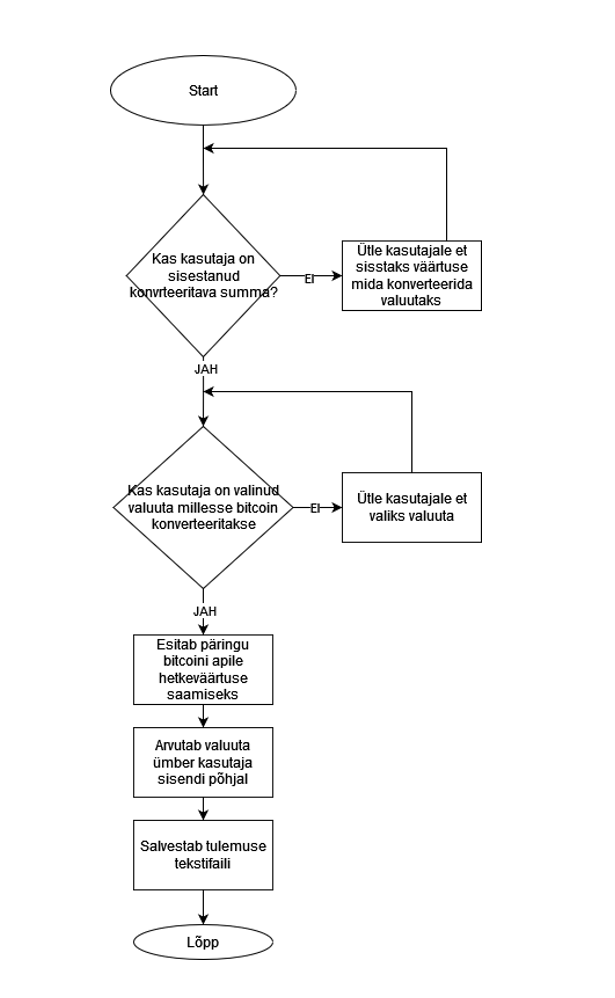 Start
Kas kasutaja on
sisestanud
konvrteeritava summa?
EI
Ütle kasutajale et
sisstaks väärtuse
mida konverteerida
valuutaks
JAH
Kas kasutaja on valinud
valuuta millesse bitcoin
konverteeritakse
EI
Ütle kasutajale et
valiks valuuta
JAH
Esitab päringu
bitcoini apile
hetkeväärtuse
saamiseks
Arvutab valuuta
ümber kasutaja
sisendi põhjal
Salvestab tulemuse
tekstifaili
Lõpp